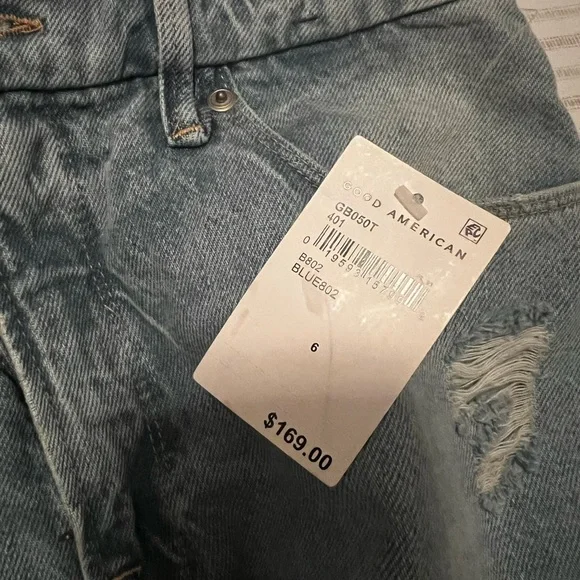 GOOD AMERICAN
GB050T
401
B802
BLUE802
6
$169.00